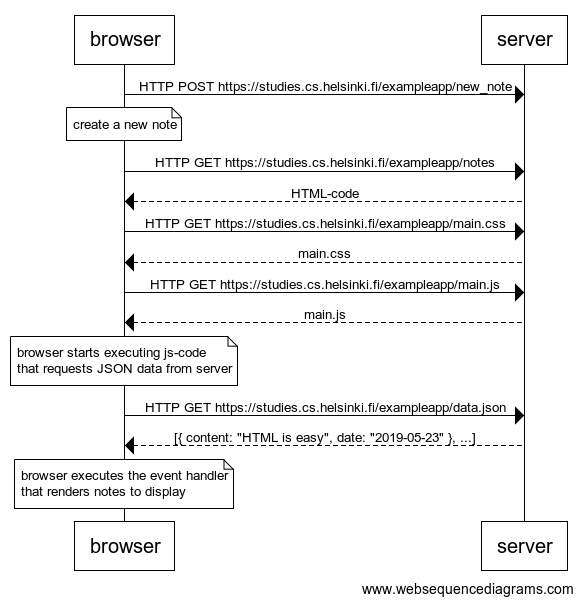 browser
server
HTTP POST https://studies.cs.helsinki.fi/exampleapp/new_note
create a new note
HTTP GET https://studies.cs.helsinki.fi/exampleapp/notes
HTML-code
HTTP GET https://studies.cs.helsinki.fi/exampleapp/main.css
main.css
HTTP GET https://studies.cs.helsinki.fi/exampleapp/main.js
main.js
browser starts executing js-code
that requests JSON data from server
HTTP GET https://studies.cs.helsinki.fi/exampleapp/data.json
[{ content: "HTML is easy", date: "2019-05-23" }, ...]
browser executes the event handler
that renders notes to display
browser
server
www.websequencediagrams.com